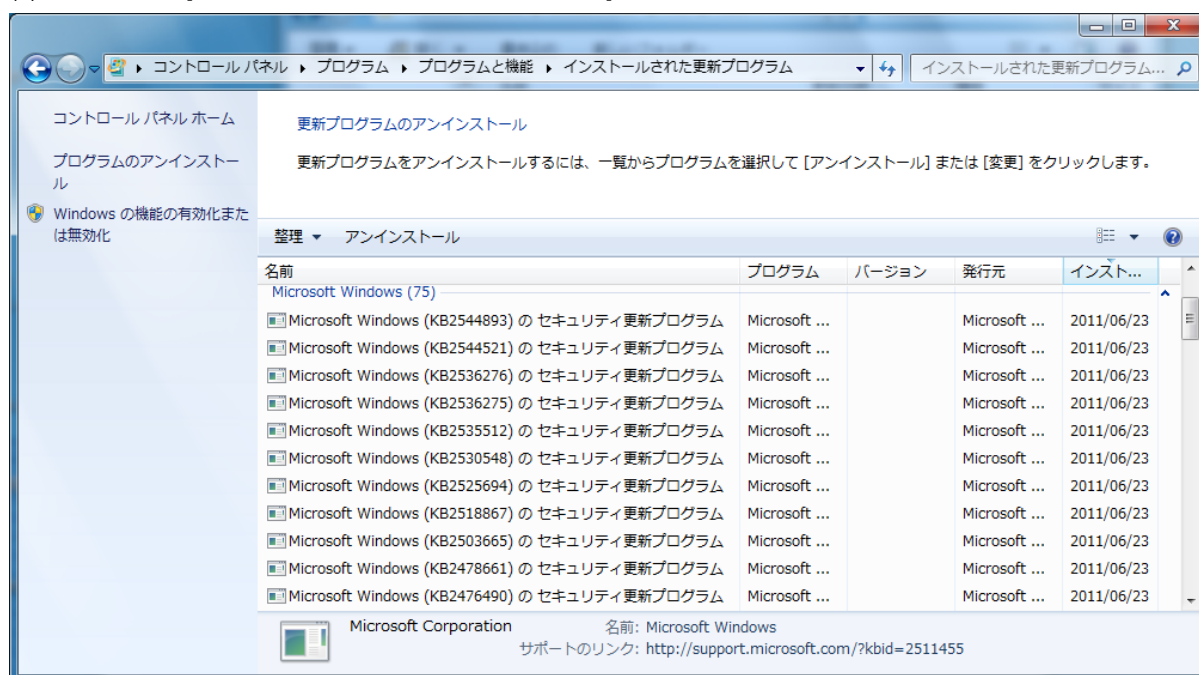 コントロール パネル ▸ プログラム ▸ プログラムと機能 ▸ インストールされた更新プログラム
インストールされた更新プログラム...
コントロール パネル ホーム
プログラムのアンインストー
ル
Windows の機能の有効化また
は無効化
更新プログラムのアンインストール
更新プログラムをアンインストールするには、一覧からプログラムを選択して [アンインストール] または [変更] をクリックします。
整理 アンインストール
名前 プログラム バージョン 発行元 インスト...
Microsoft Windows (75)
Microsoft Windows (KB2544893) の セキュリティ更新プログラム Microsoft ... Microsoft ... 2011/06/23
Microsoft Windows (KB2544521) の セキュリティ更新プログラム Microsoft ... Microsoft ... 2011/06/23
Microsoft Windows (KB2536276) の セキュリティ更新プログラム Microsoft ... Microsoft ... 2011/06/23
Microsoft Windows (KB2536275) の セキュリティ更新プログラム Microsoft ... Microsoft ... 2011/06/23
Microsoft Windows (KB2535512) の セキュリティ更新プログラム Microsoft ... Microsoft ... 2011/06/23
Microsoft Windows (KB2530548) の セキュリティ更新プログラム Microsoft ... Microsoft ... 2011/06/23
Microsoft Windows (KB2525694) の セキュリティ更新プログラム Microsoft ... Microsoft ... 2011/06/23
Microsoft Windows (KB2518867) の セキュリティ更新プログラム Microsoft ... Microsoft ... 2011/06/23
Microsoft Windows (KB2503665) の セキュリティ更新プログラム Microsoft ... Microsoft ... 2011/06/23
Microsoft Windows (KB2478661) の セキュリティ更新プログラム Microsoft ... Microsoft ... 2011/06/23
Microsoft Windows (KB2476490) の セキュリティ更新プログラム Microsoft ... Microsoft ... 2011/06/23
Microsoft Corporation 名前: Microsoft Windows
サポートのリンク: http://support.microsoft.com/?kbid=2511455